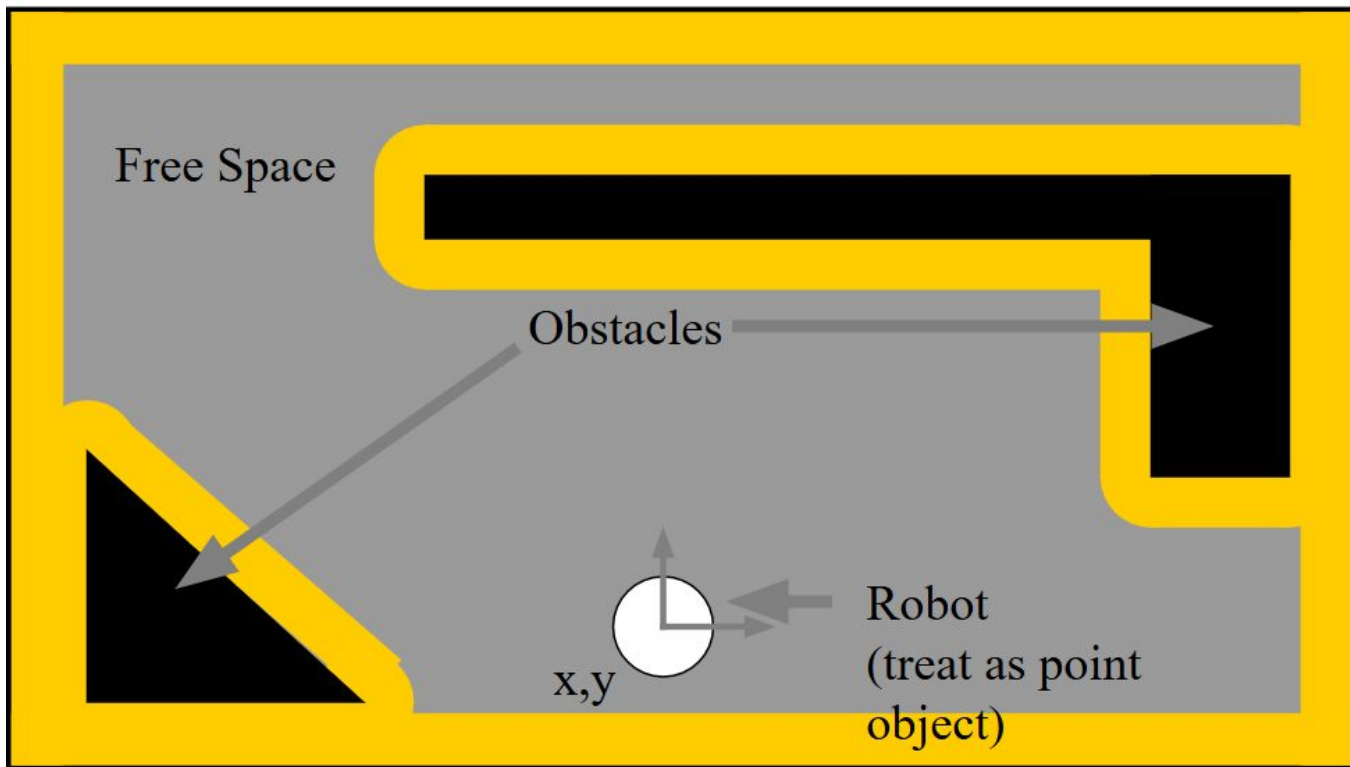 Free Space
Obstacles
Robot
(treat as point
object)
x,y